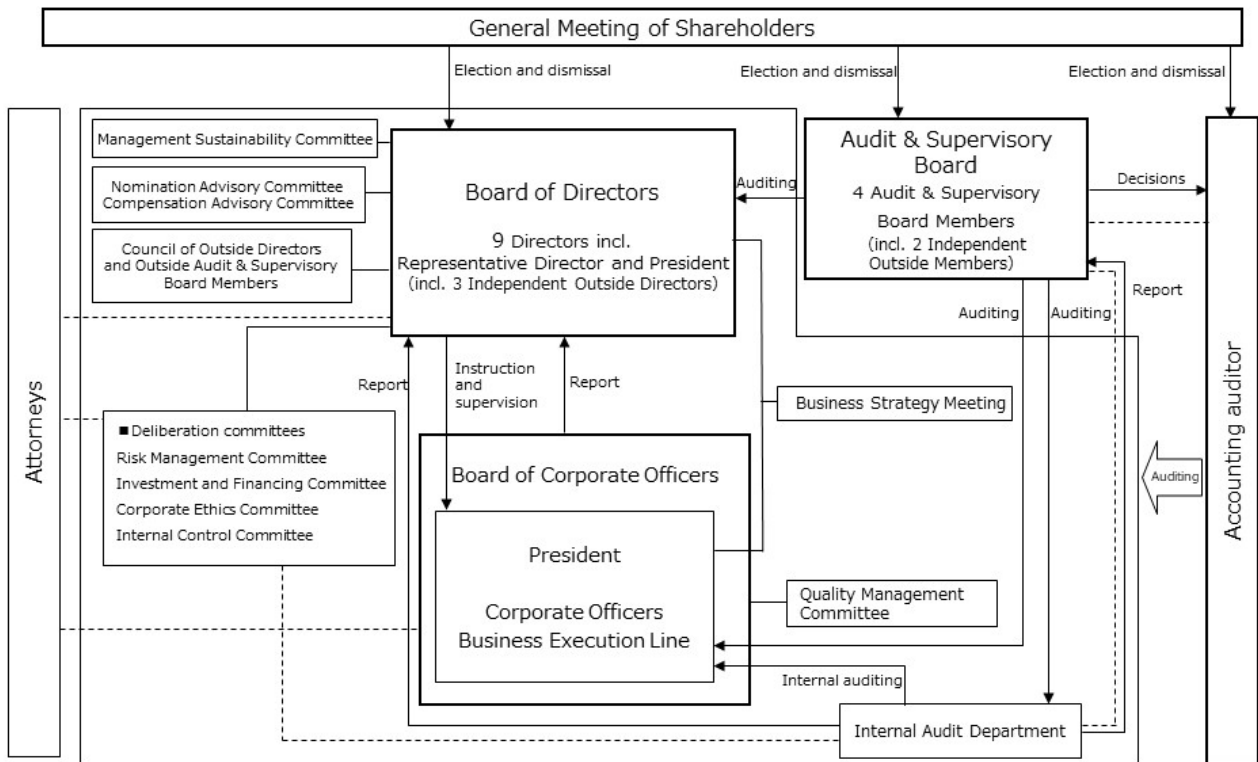 General Meeting of Shareholders
Election and dismissal
Election and dismissal
Election and dismissal
Attorneys
Management Sustainability Committee
Nomination Advisory Committee
Compensation Advisory Committee
Council of Outside Directors
and Outside Audit & Supervisory
Board Members
Board of Directors
9 Directors incl.
Representative Director and President
(incl. 3 Independent Outside Directors)
Auditing
Audit & Supervisory
Board
4 Audit & Supervisory
Board Members
(incl. 2 Independent
Outside Members)
Decisions
Accounting auditor
Auditing
Auditing
Report
Report
Instruction
and
supervision
Report
Business Strategy Meeting
■Deliberation committees
Risk Management Committee
Investment and Financing Committee
Corporate Ethics Committee
Internal Control Committee
Board of Corporate Officers
President
Corporate Officers
Business Execution Line
Auditing
Quality Management
Committee
Internal auditing
Internal Audit Department